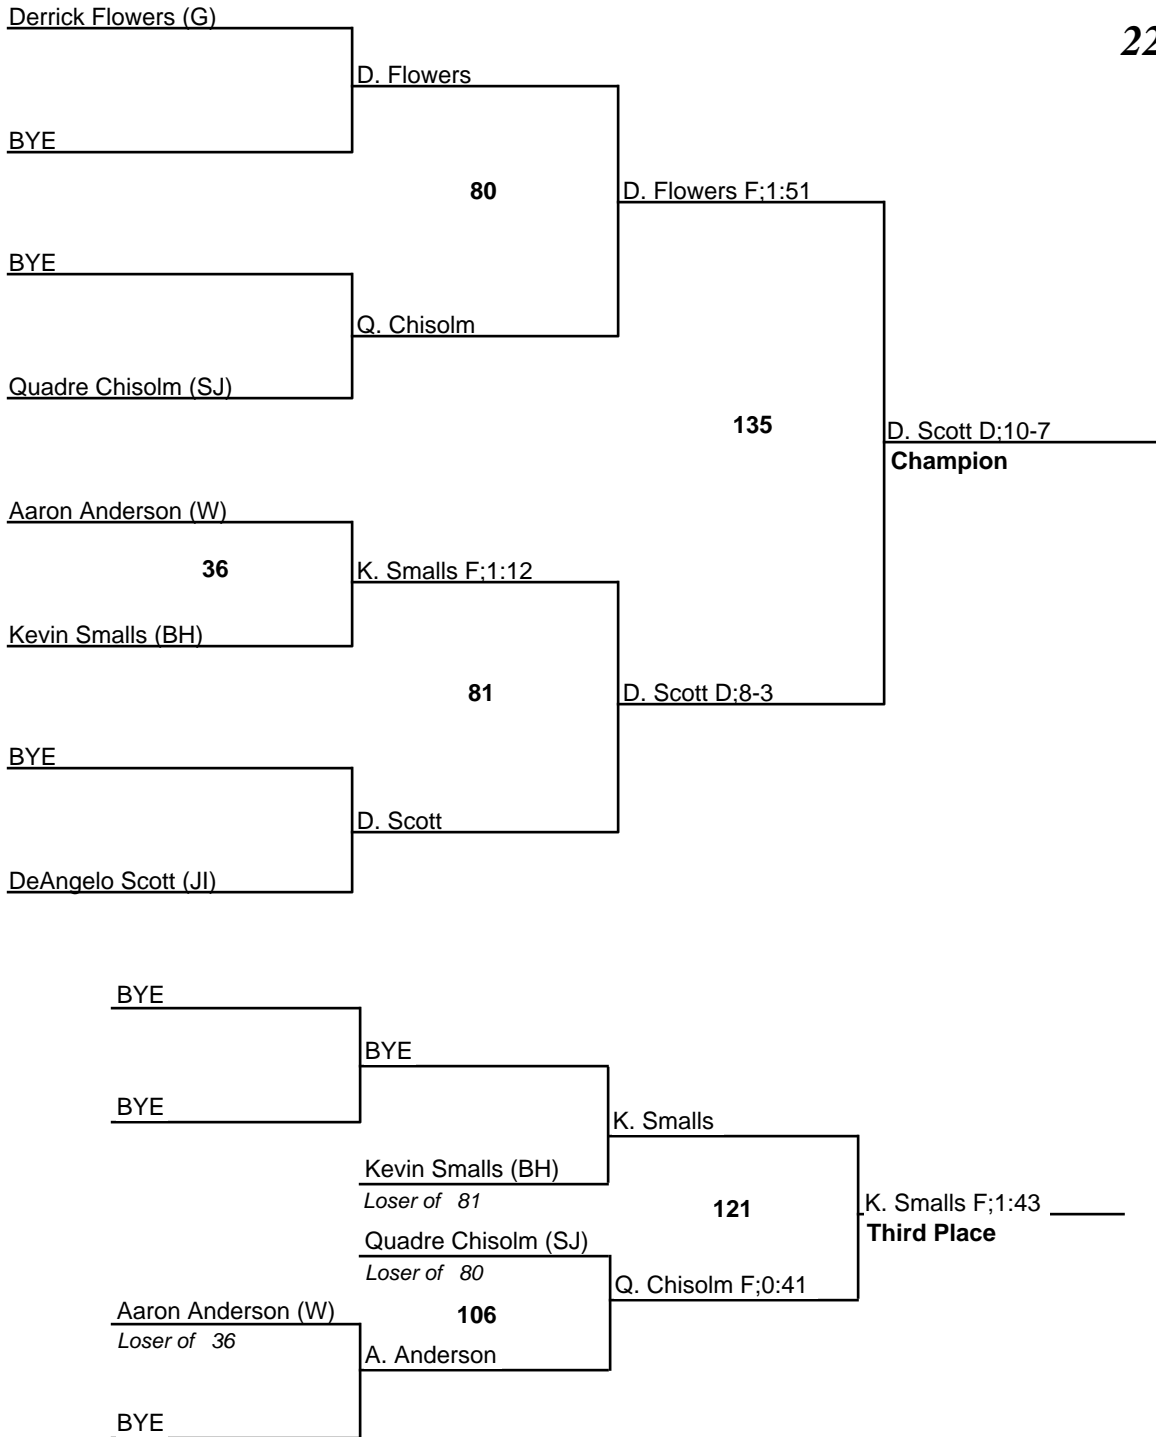 Derrick Flowers (G)
22
D. Flowers
BYE
80
D. Flowers F;1:51
BYE
Q. Chisolm
Quadre Chisolm (SJ)
135
D. Scott D;10-7
Champion
Aaron Anderson (W)
36
K. Smalls F;1:12
Kevin Smalls (BH)
81
D. Scott D;8-3
BYE
D. Scott
DeAngelo Scott (JI)
BYE
BYE
BYE
K. Smalls
Kevin Smalls (BH)
Loser of 81
121
K. Smalls F;1:43
Third Place
Quadre Chisolm (SJ)
Loser of 80
Q. Chisolm F;0:41
Aaron Anderson (W)
106
Loser of 36
A. Anderson
BYE